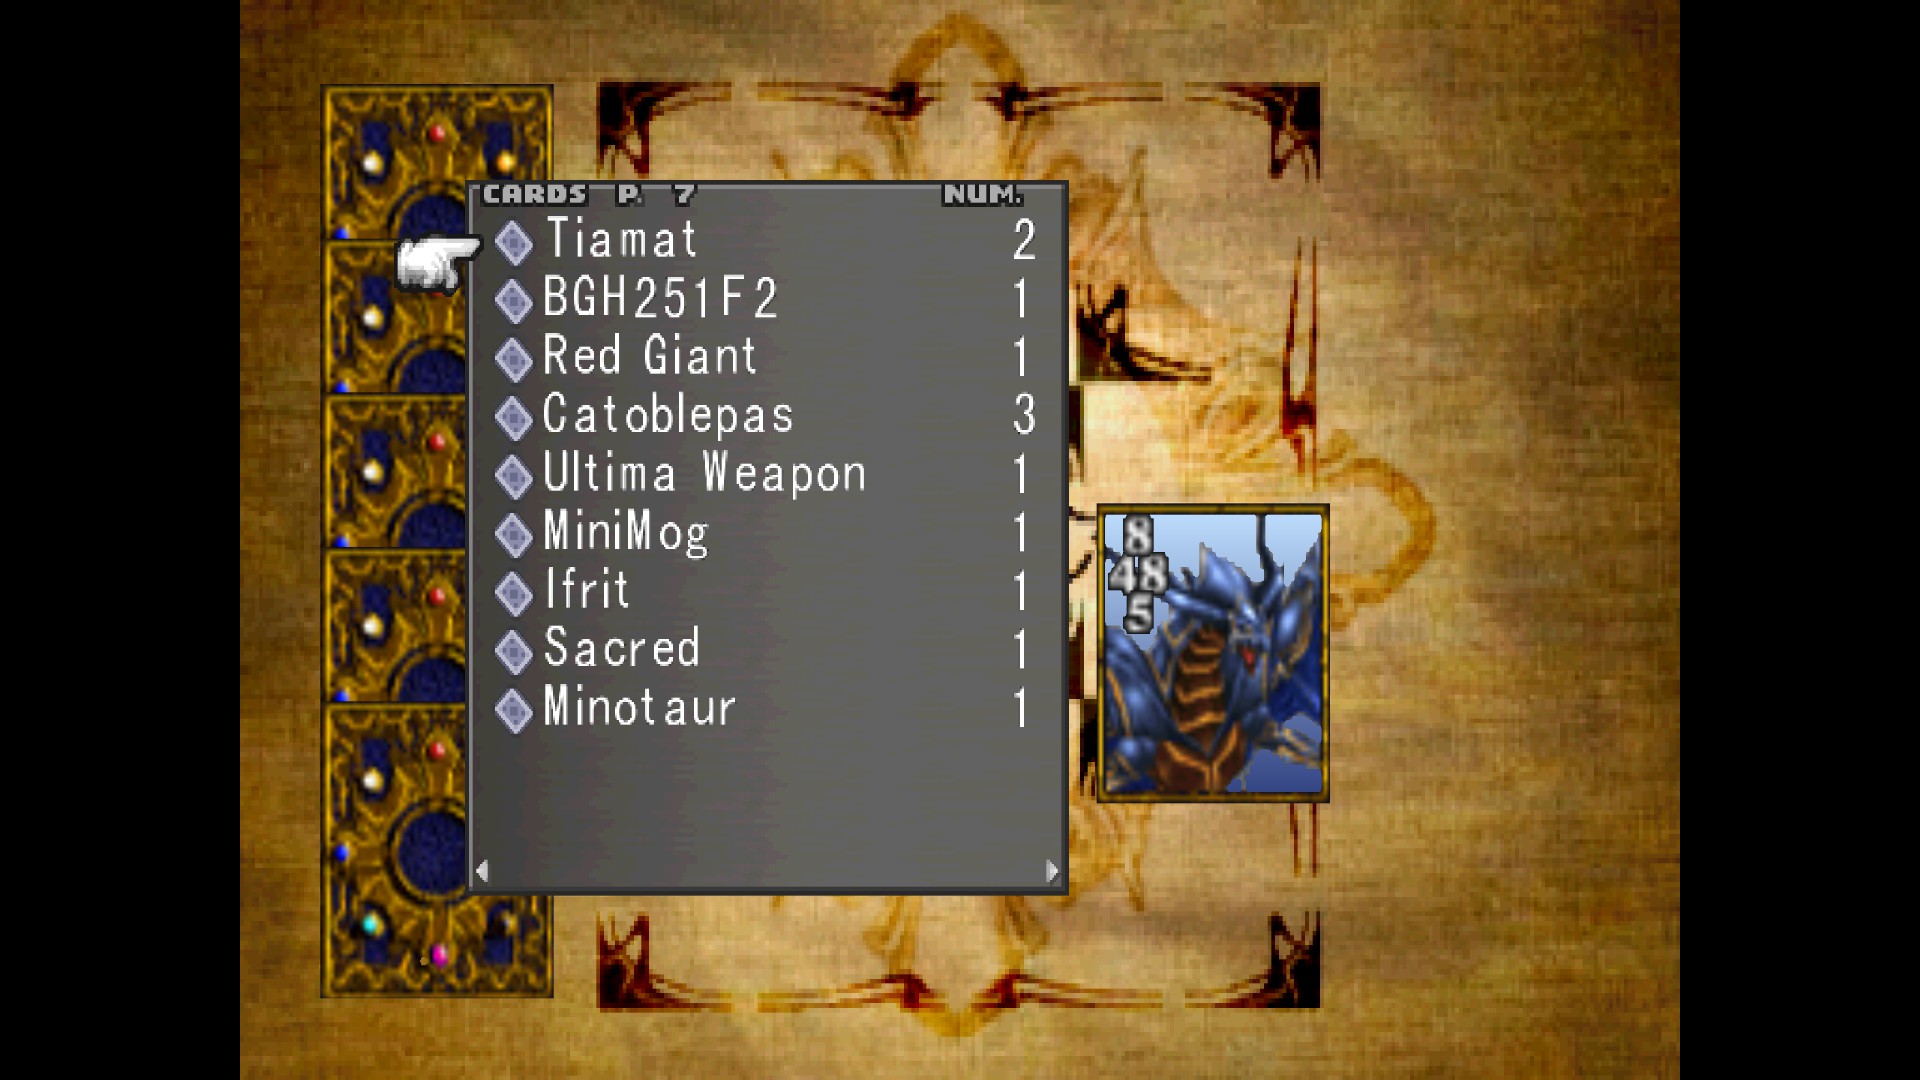 CARDS P. 7 NUM.
Tiamat 2
BGH251F2 1
Red Giant 1
Catoblepas 3
Ultima Weapon 1
MiniMog 1
Ifrit 1
Sacred 1
Minotaur 1
8
48
5